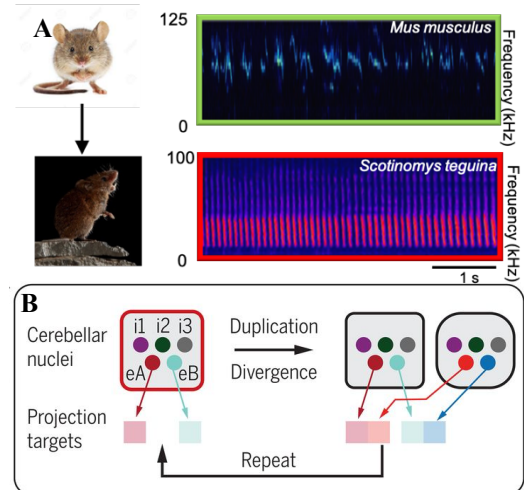 A
125
Mus musculus
Frequency (kHz)
0
100
Scotinomys teguina
Frequency (kHz)
0
1 s
B
i1 i2 i3
Cerebellar
nuclei
eA eB
Duplication
Divergence
Projection
targets
Repeat